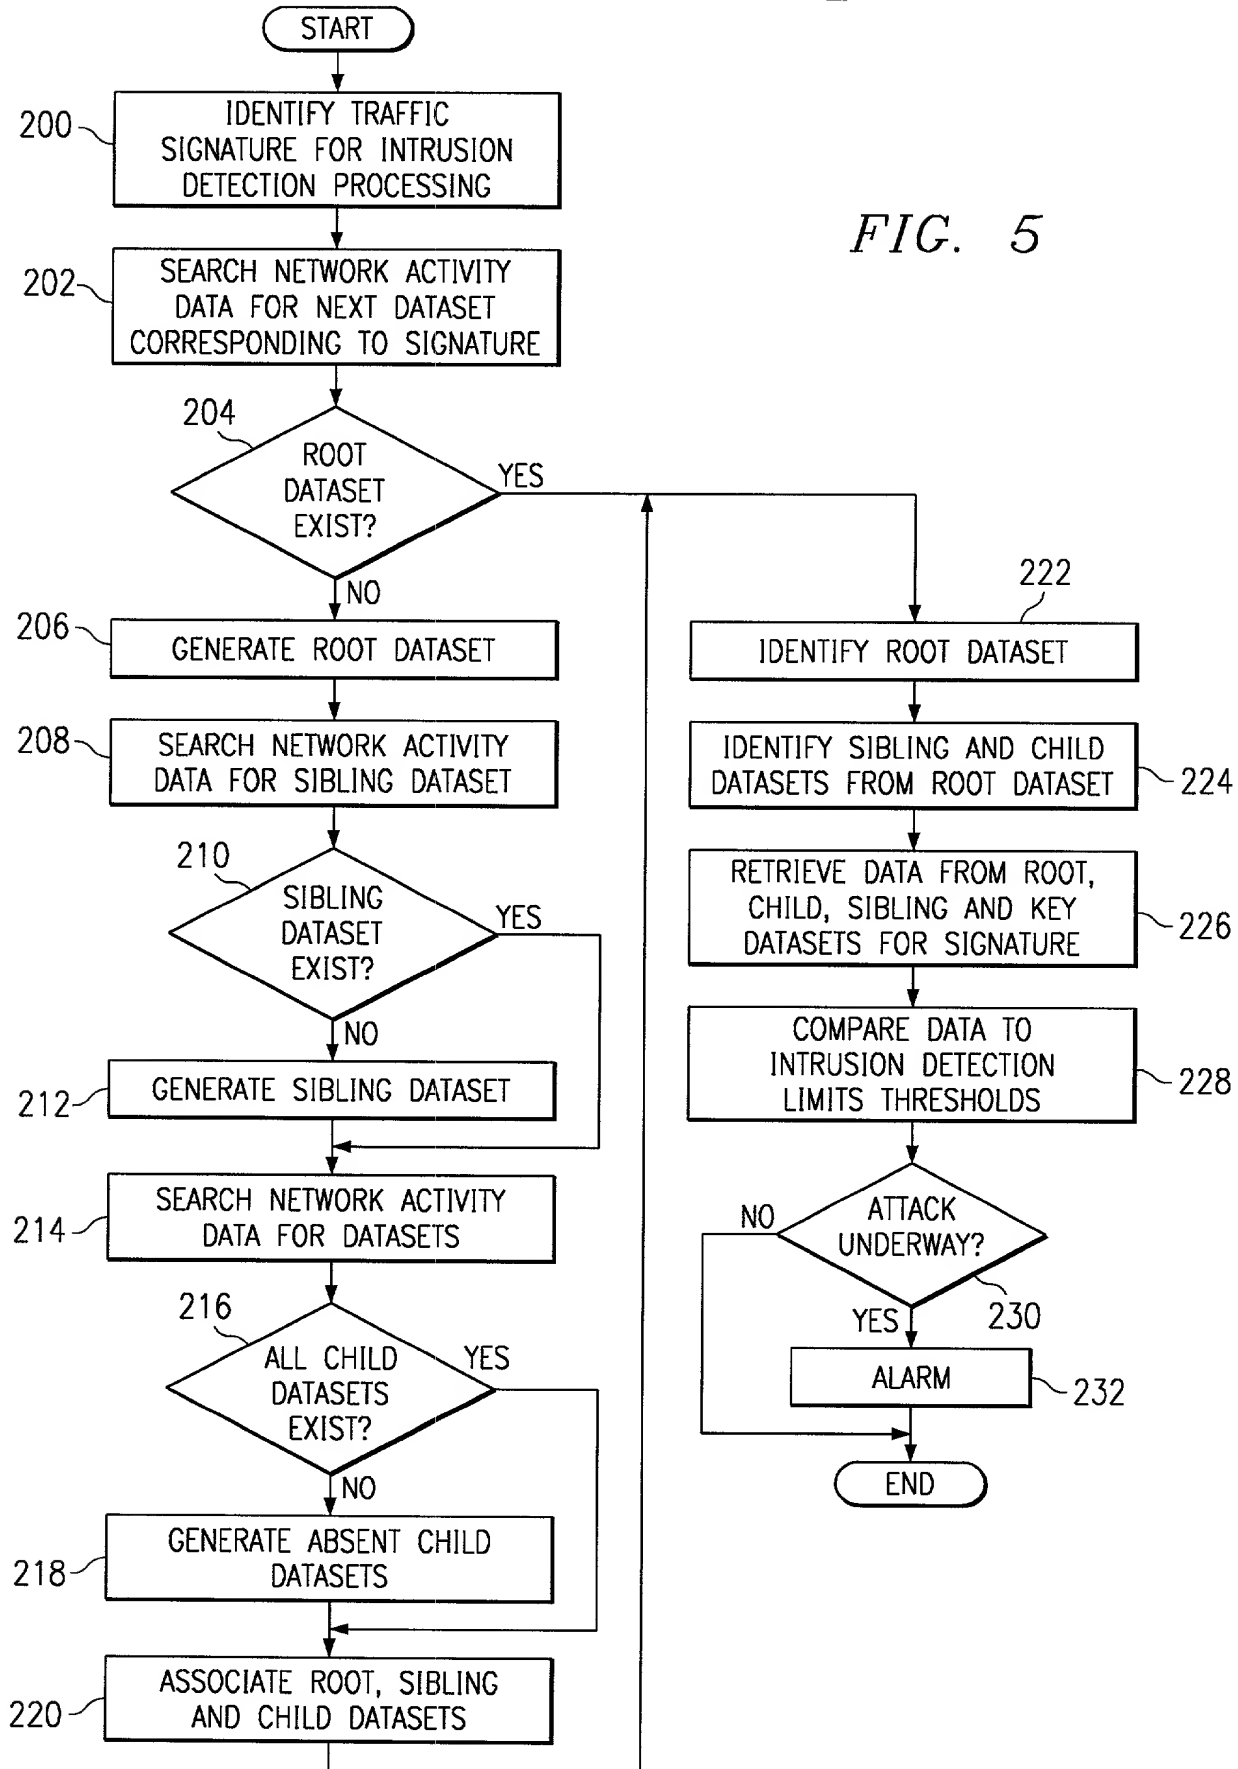 START
200
IDENTIFY TRAFFIC
SIGNATURE FOR INTRUSION
DETECTION PROCESSING
FIG. 5
202
SEARCH NETWORK ACTIVITY
DATA FOR NEXT DATASET
CORRESPONDING TO SIGNATURE
204
ROOT
DATASET
EXIST?
YES
NO
206
GENERATE ROOT DATASET
208
SEARCH NETWORK ACTIVITY
DATA FOR SIBLING DATASET
210
SIBLING
DATASET
EXIST?
YES
NO
212
GENERATE SIBLING DATASET
214
SEARCH NETWORK ACTIVITY
DATA FOR DATASETS
216
ALL CHILD
DATASETS
EXIST?
YES
NO
218
GENERATE ABSENT CHILD
DATASETS
220
ASSOCIATE ROOT, SIBLING
AND CHILD DATASETS
222
IDENTIFY ROOT DATASET
IDENTIFY SIBLING AND CHILD
DATASETS FROM ROOT DATASET
224
RETRIEVE DATA FROM ROOT,
CHILD, SIBLING AND KEY
DATASETS FOR SIGNATURE
226
COMPARE DATA TO
INTRUSION DETECTION
LIMITS THRESHOLDS
228
ATTACK
UNDERWAY?
NO
230
YES
ALARM
232
END